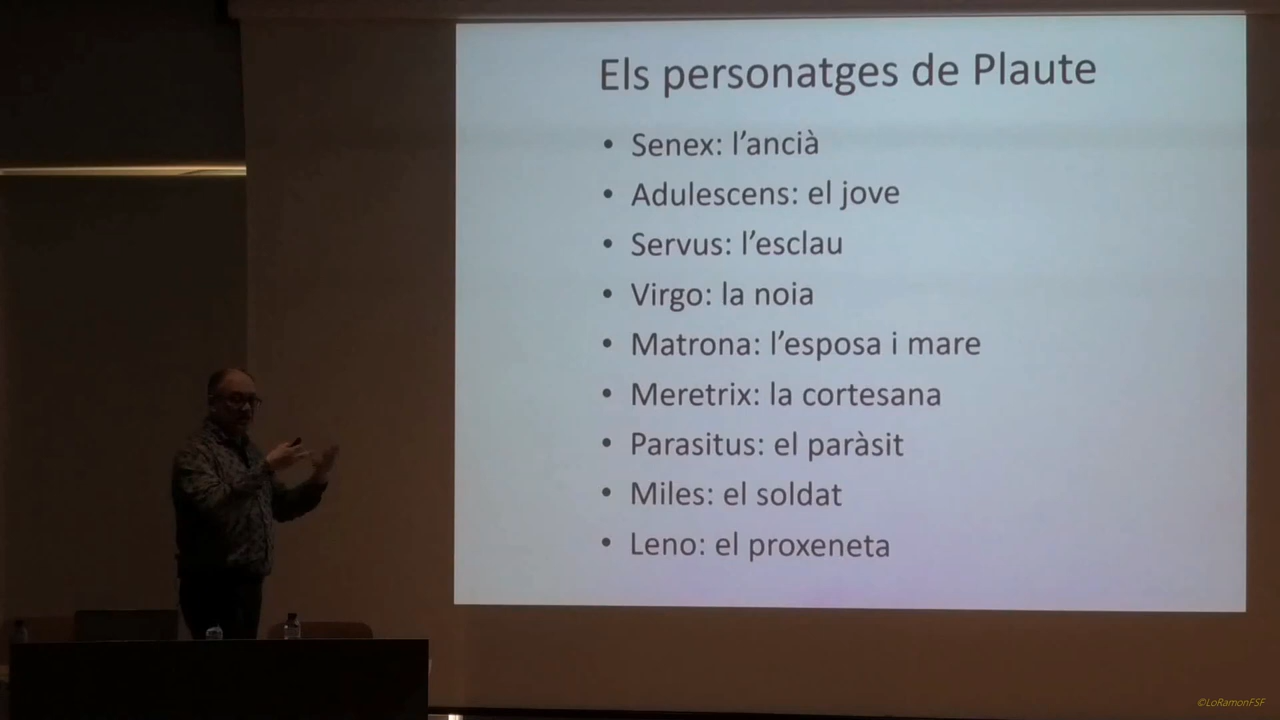 Els personatges de Plaute
• Senex: l'ancià
• Adulescens: el jove
• Servus: l'esclau
• Virgo: la noia
• Matrona: l'esposa i mare
• Meretrix: la cortesana
• Parasitus: el paràsit
• Miles: el soldat
• Leno: el proxeneta
©LoRamonFSF